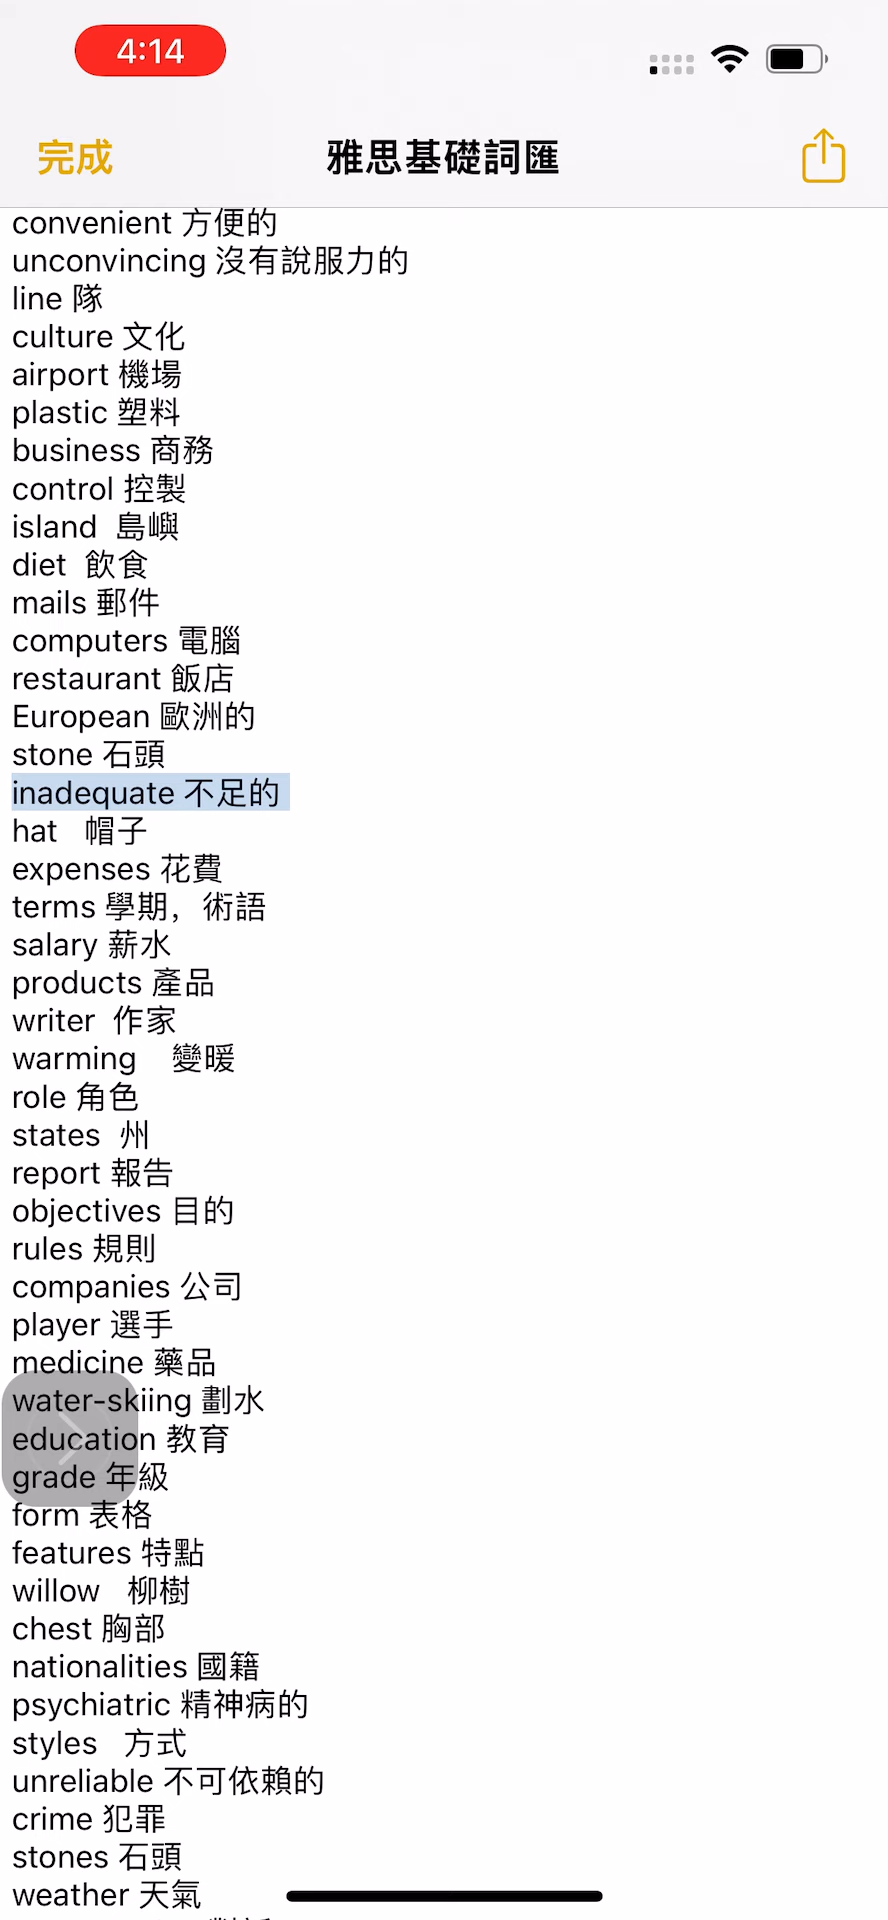 4:14
完成 雅思基礎詞匯
convenient 方便的
unconvincing 沒有說服力的
line 隊
culture 文化
airport 機場
plastic 塑料
business 商務
control 控製
island 島嶼
diet 飲食
mails 郵件
computers 電腦
restaurant 飯店
European 歐洲的
stone 石頭
inadequate 不足的
hat 帽子
expenses 花費
terms 學期，術語
salary 薪水
products 產品
writer 作家
warming 變暖
role 角色
states 州
report 報告
objectives 目的
rules 規則
companies 公司
player 選手
medicine 藥品
water-skiing 劃水
education 教育
grade 年級
form 表格
features 特點
willow 柳樹
chest 胸部
nationalities 國籍
psychiatric 精神病的
styles 方式
unreliable 不可依賴的
crime 犯罪
stones 石頭
weather 天氣